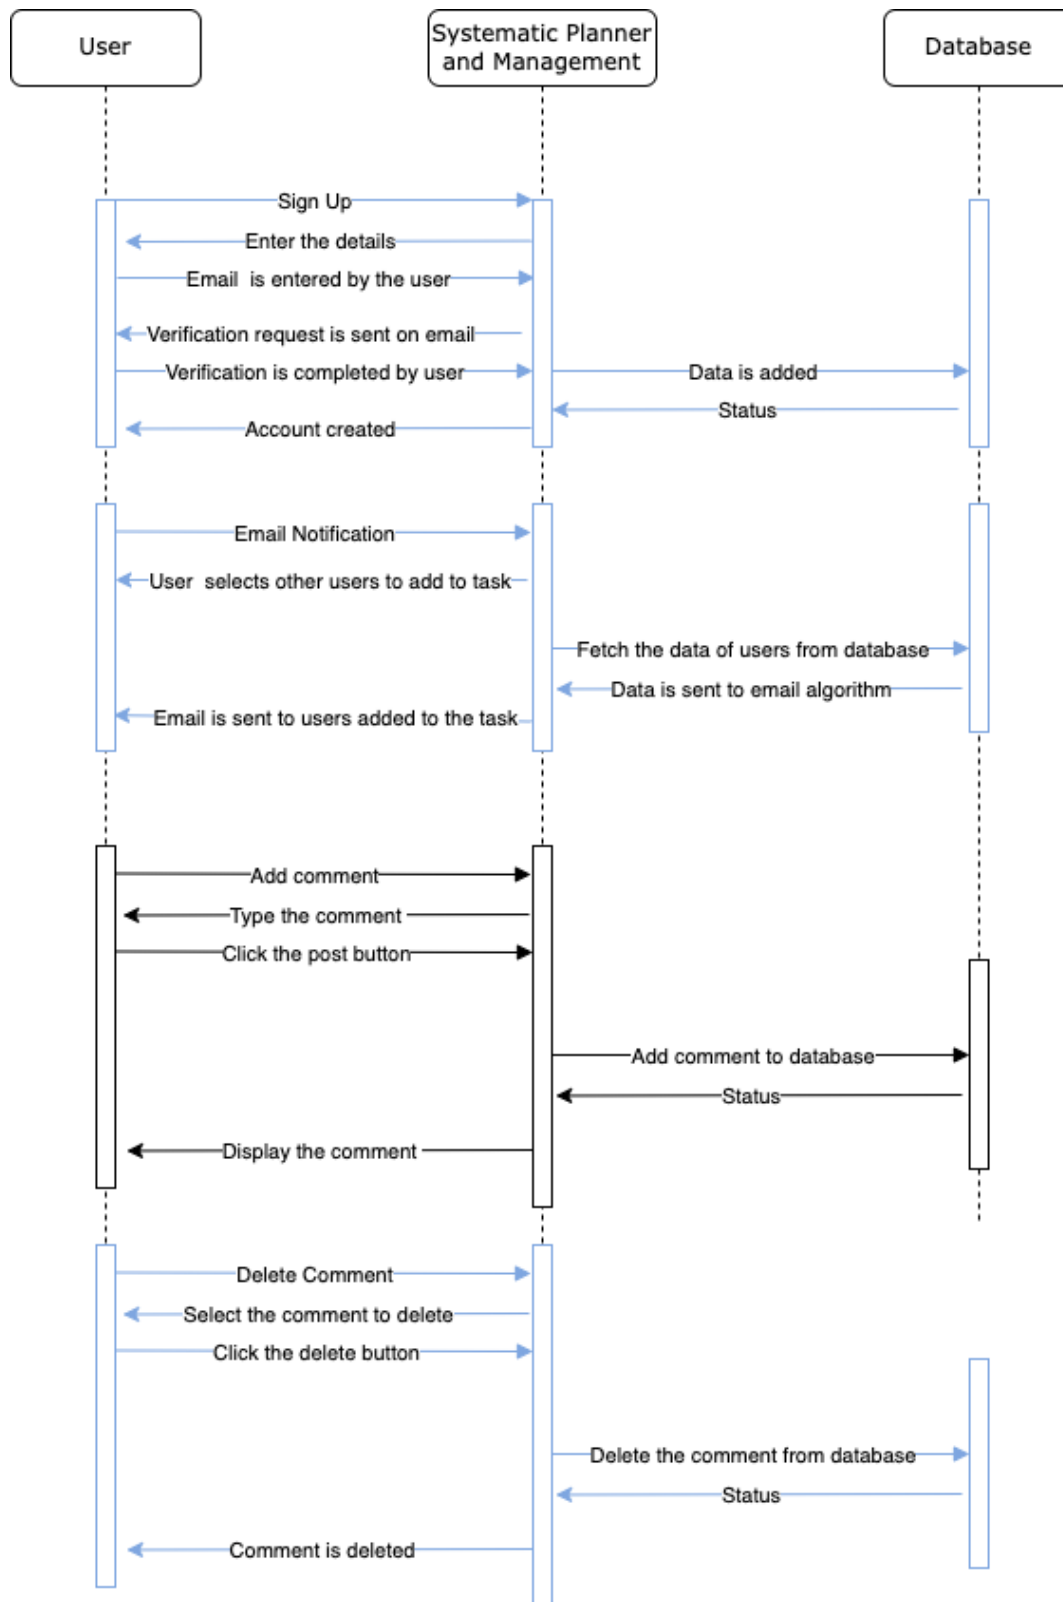 User
Systematic Planner
and Management
Database
Sign Up
Enter the details
Email is entered by the user
Verification request is sent on email
Verification is completed by user
Data is added
Status
Account created
Email Notification
User selects other users to add to task
Fetch the data of users from database
Data is sent to email algorithm
Email is sent to users added to the task
Add comment
Type the comment
Click the post button
Add comment to database
Status
Display the comment
Delete Comment
Select the comment to delete
Click the delete button
Delete the comment from database
Status
Comment is deleted